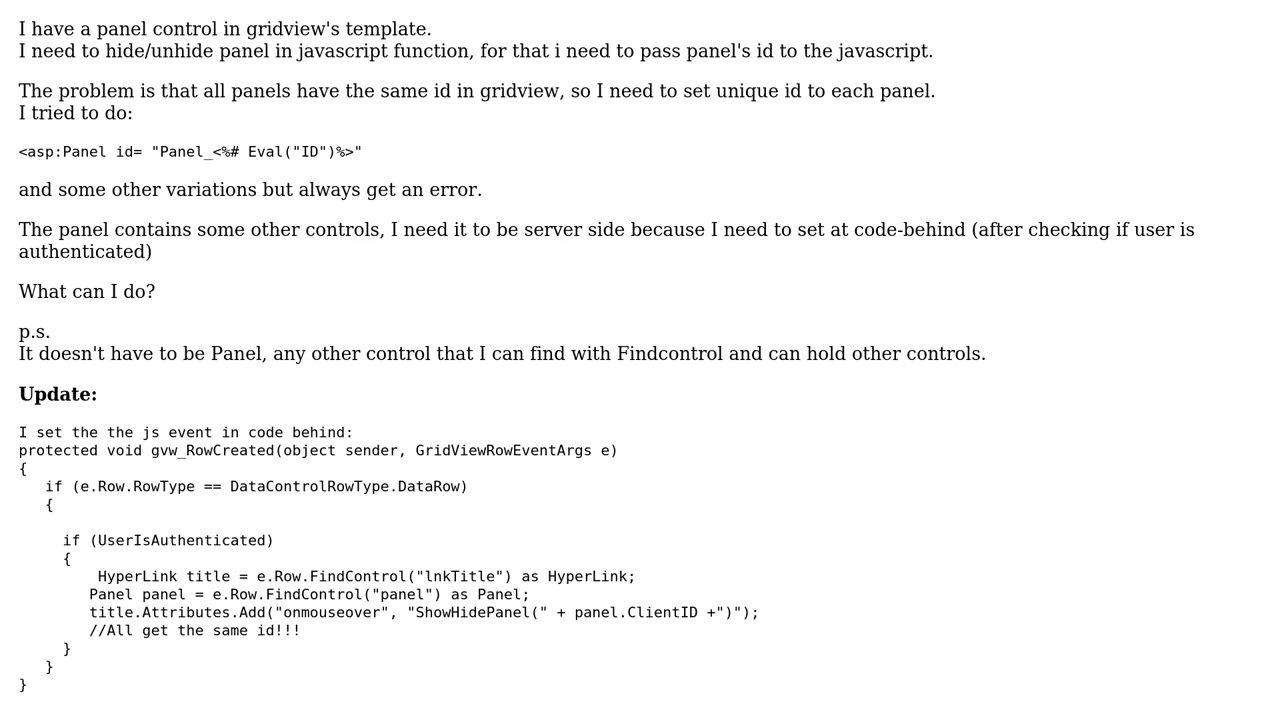 I have a panel control in gridview's template.
I need to hide/unhide panel in javascript function, for that i need to pass panel's id to the javascript.
The problem is that all panels have the same id in gridview, so I need to set unique id to each panel.
I tried to do:
<asp:Panel id= "Panel_<%# Eval("ID")%>"
and some other variations but always get an error.
The panel contains some other controls, I need it to be server side because I need to set at code-behind (after checking if user is
authenticated)
What can I do?
p.s.
It doesn't have to be Panel, any other control that I can find with Findcontrol and can hold other controls.
Update:
I set the the js event in code behind:
protected void gvw_RowCreated(object sender, GridViewRowEventArgs e)
{
   if (e.Row.RowType == DataControlRowType.DataRow)
   {
     if (UserIsAuthenticated)
     {
         HyperLink title = e.Row.FindControl("lnkTitle") as HyperLink;
        Panel panel = e.Row.FindControl("panel") as Panel;
        title.Attributes.Add("onmouseover", "ShowHidePanel(" + panel.ClientID +")");
        //All get the same id!!!
     }
   }
}